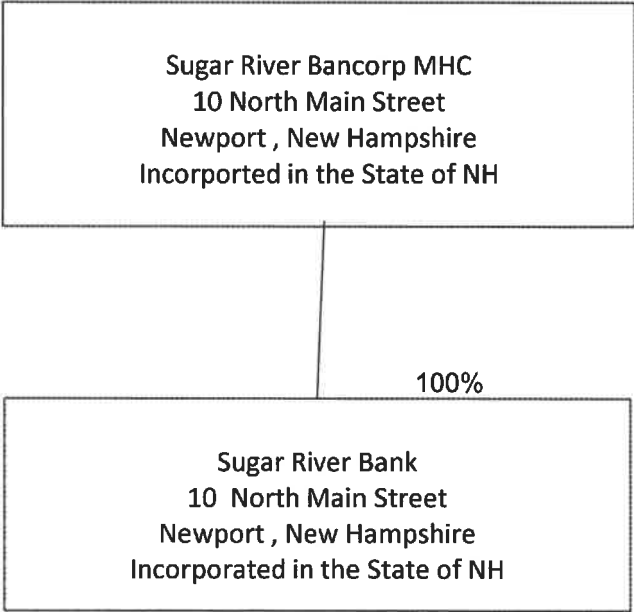 Sugar River Bancorp MHC
10 North Main Street
Newport , New Hampshire
Incorported in the State of NH
100%
Sugar River Bank
10 North Main Street
Newport , New Hampshire
Incorporated in the State of NH